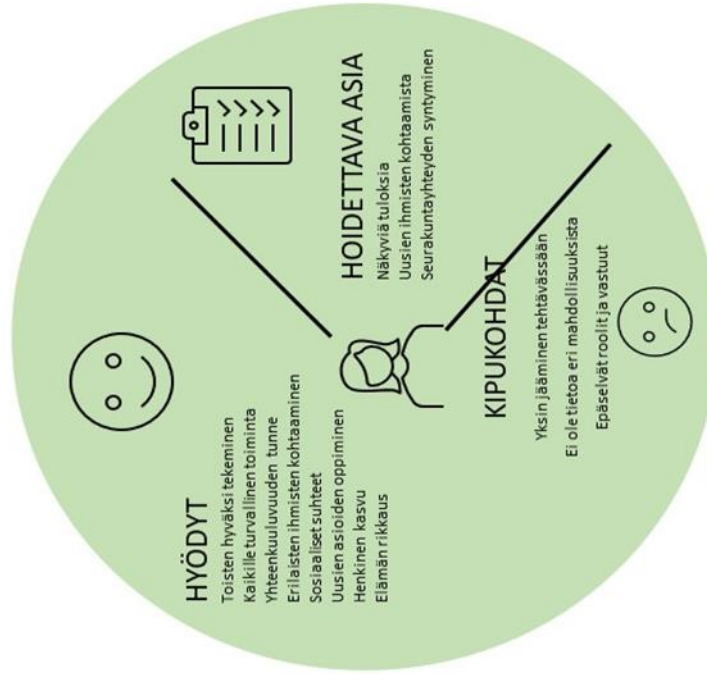 HYÖDYT
Toisten hyväksi tekeminen
Kaikille turvallinen toiminta
Yhteenkuuluvuuden tunne
Erilaisten ihmisten kohtaaminen
Sosiaaliset suhteet
Uusien asioiden oppiminen
Henkinen kasvu
Elämän rikkaus
HOIDETTAVA ASIA
Näkyviä tuloksia
Uusien ihmisten kohtaamista
Seurakuntayhteyden syntyminen
KIPUKOHDAT
Yksin jääminen tehtävässään
Ei ole tietoa eri mahdollisuuksista
Epäselvät roolit ja vastuut